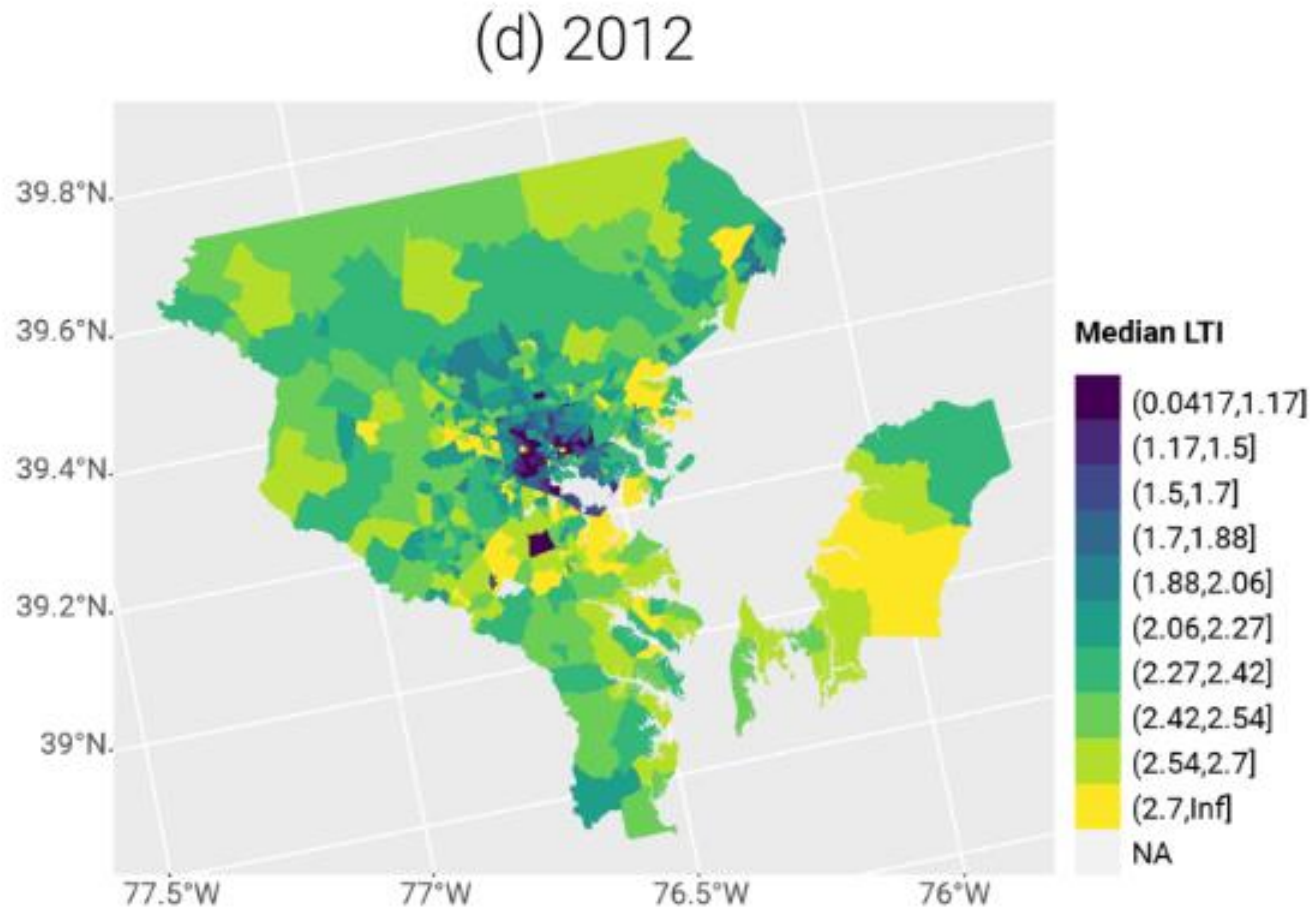 (d) 2012
39.8°N
39.6°N
39.4°N
39.2°N
39°N
77.5°W
77°W
76.5°W
76°W
Median LTI
(0.0417,1.17]
(1.17,1.5]
(1.5,1.7]
(1.7,1.88]
(1.88,2.06]
(2.06,2.27]
(2.27,2.42]
(2.42,2.54]
(2.54,2.7]
(2.7,Inf]
NA